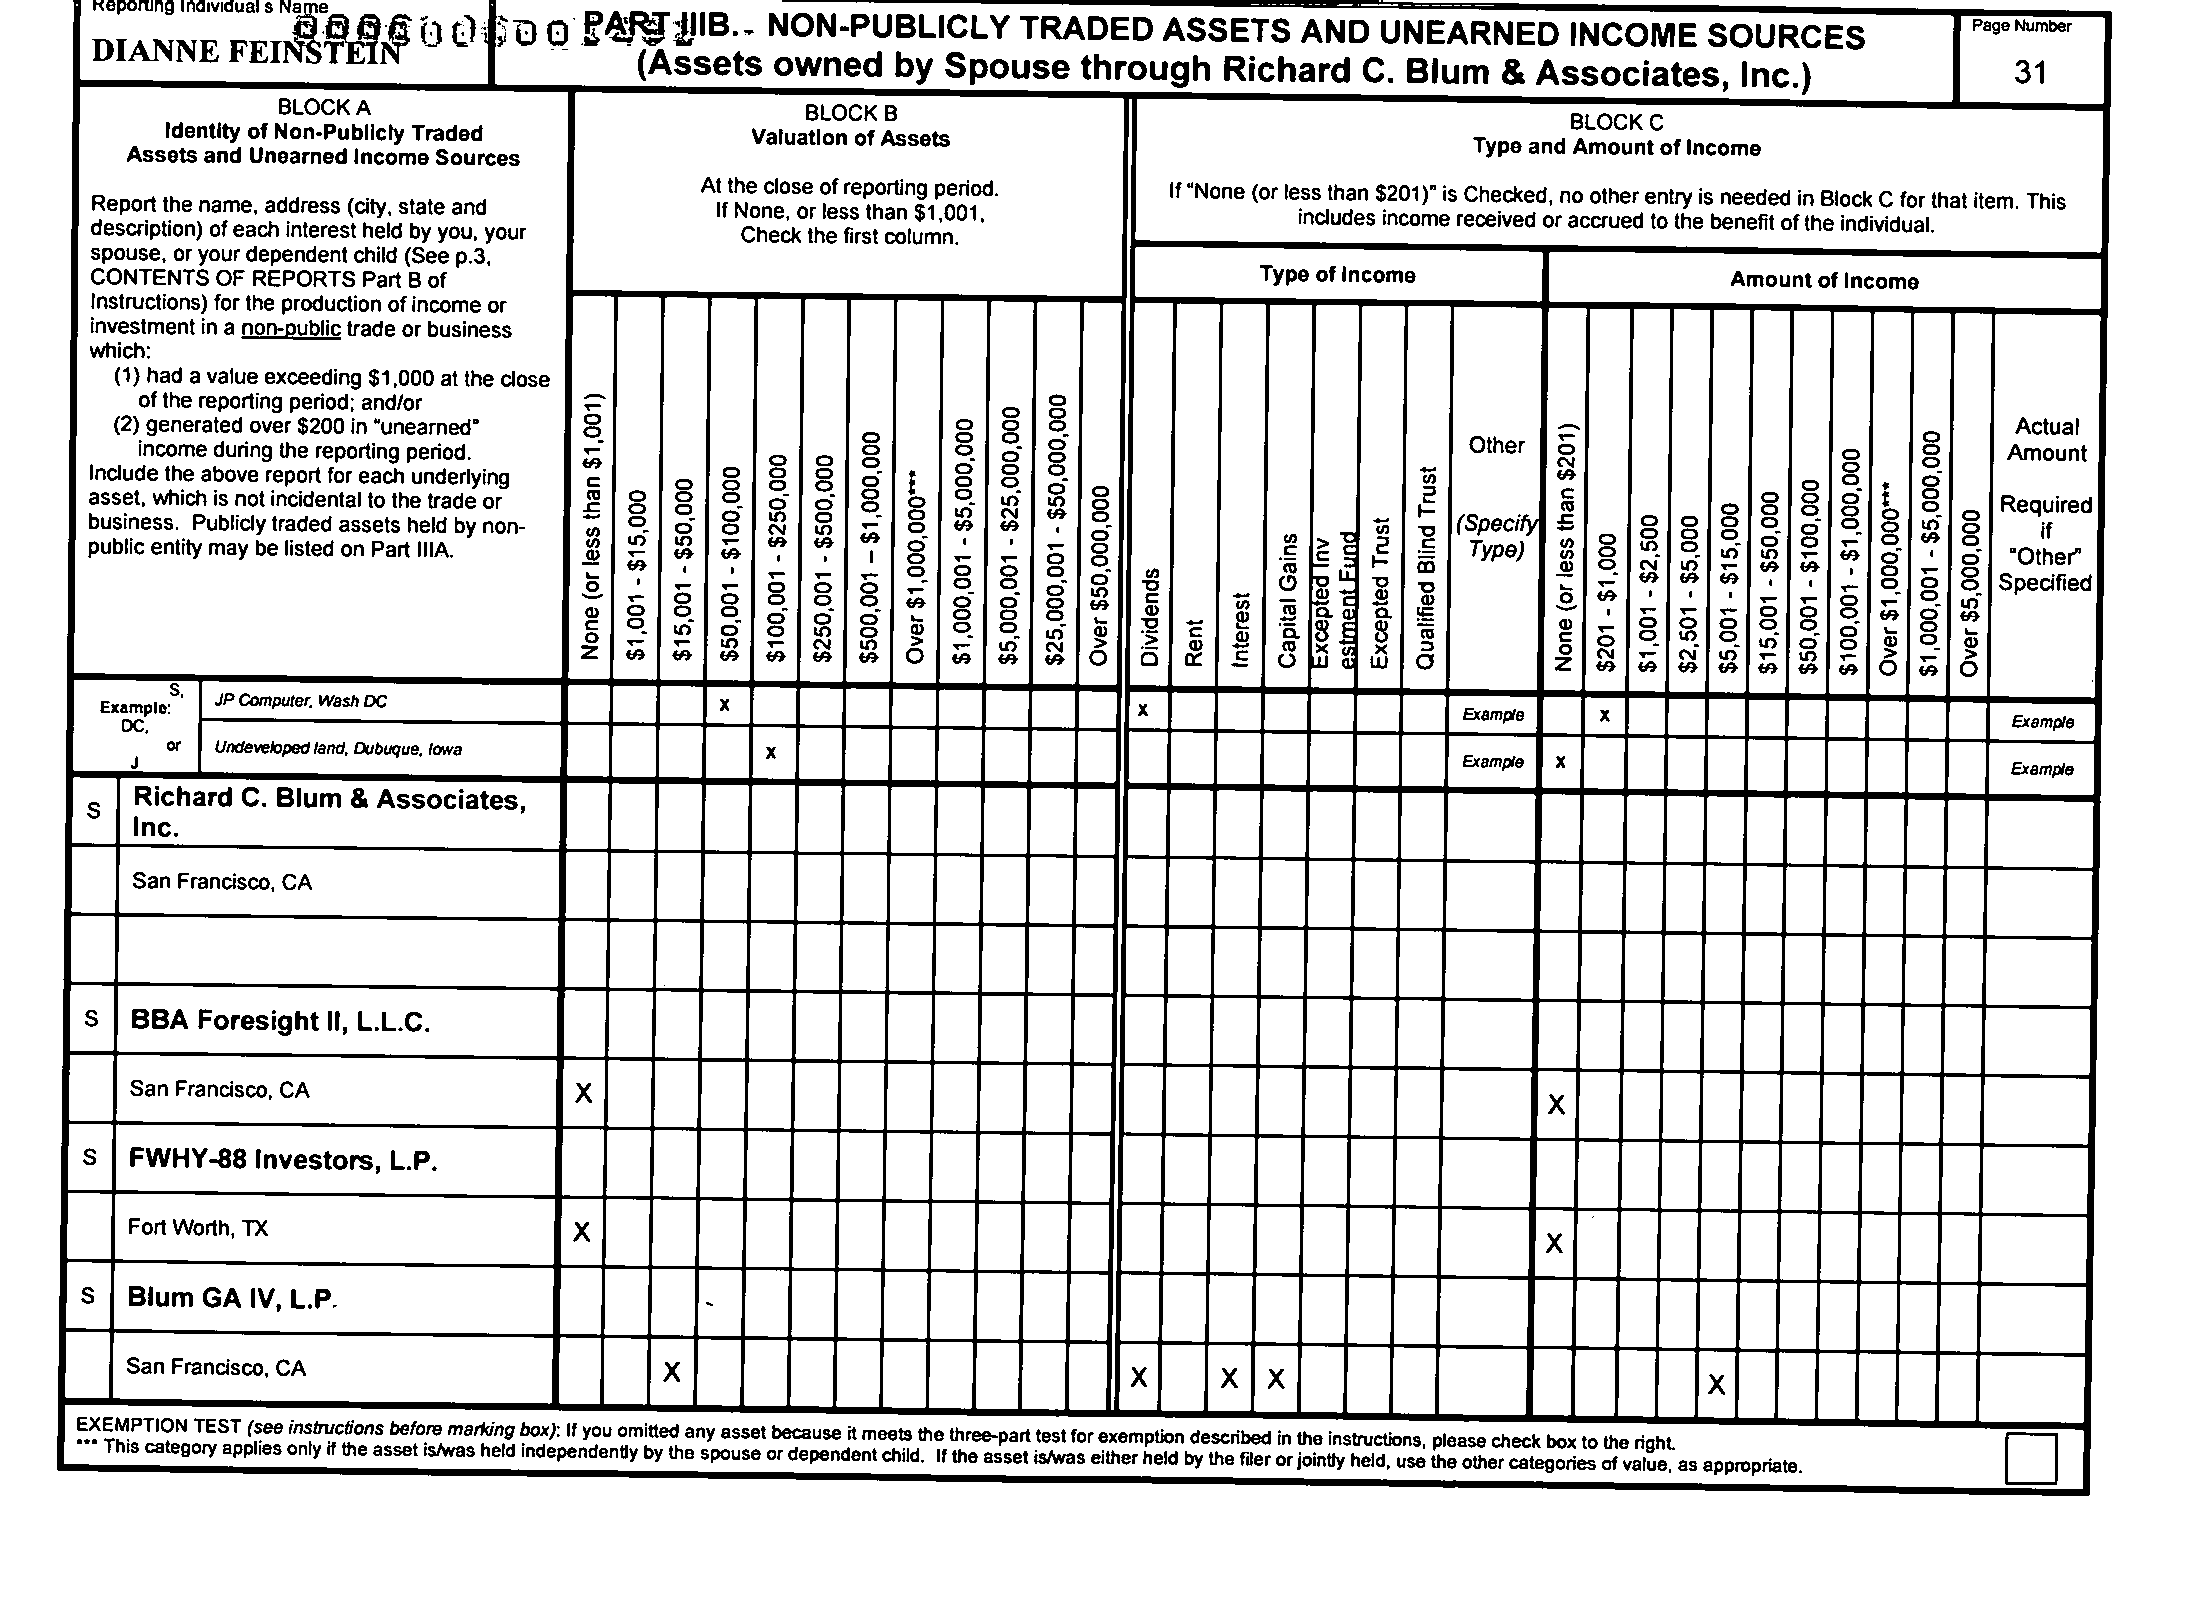 Reporting Individual s Name
DIANNE FEINSTEIN
PART IIIB.- NON-PUBLICLY TRADED ASSETS AND UNEARNED INCOME SOURCES
(Assets owned by Spouse through Richard C. Blum & Associates, Inc.)
Page Number
31
BLOCK A
Identity of Non-Publicly Traded
Assets and Unearned Income Sources
Report the name, address (city, state and
description) of each interest held by you, your
spouse, or your dependent child (See p.3,
CONTENTS OF REPORTS Part B of
Instructions) for the production of income or
investment in a non-public trade or business
which:
(1) had a value exceeding $1,000 at the close
of the reporting period; and/or
(2) generated over $200 in "unearned"
income during the reporting period.
Include the above report for each underlying
asset, which is not incidental to the trade or
business. Publicly traded assets held by non-
public entity may be listed on Part IIIA.
BLOCK B
Valuation of Assets
At the close of reporting period.
If None, or less than $1,001,
Check the first column.
None (or less than $1,001)
$1,001 - $15,000
$15,001 - $50,000
$50,001 - $100,000
$100,001 - $250,000
$250,001 - $500,000
$500,001 - $1,000,000
Over $1,000,000***
$1,000,001 - $5,000,000
$5,000,001 - $25,000,000
$25,000,001 - $50,000,000
Over $50,000,000
BLOCK C
Type and Amount of Income
If "None (or less than $201)" is Checked, no other entry is needed in Block C for that item. This
includes income received or accrued to the benefit of the individual.
Type of Income
Dividends
Rent
Interest
Capital Gains
Excepted Inv
estment Fund
Excepted Trust
Qualified Blind Trust
Other
(Specify
Type)
Amount of Income
None (or less than $201)
$201 - $1,000
$1,001 - $2,500
$2,501 - $5,000
$5,001 - $15,000
$15,001 - $50,000
$50,001 - $100,000
$100,001 - $1,000,000
Over $1,000,000***
$1,000,001 - $5,000,000
Over $5,000,000
Actual
Amount
Required
if
"Other"
Specified
Example:
S,
DC,
or
J
JP Computer, Wash DC x x Example x Example
Undeveloped land, Dubuque, Iowa x Example x Example
S Richard C. Blum & Associates,
Inc.
San Francisco, CA
S BBA Foresight II, L.L.C.
San Francisco, CA X X
S FWHY-88 Investors, L.P.
Fort Worth, TX X X
S Blum GA IV, L.P.
San Francisco, CA X X X X X
EXEMPTION TEST (see instructions before marking box): If you omitted any asset because it meets the three-part test for exemption described in the instructions, please check box to the right.
*** This category applies only if the asset is/was held independently by the spouse or dependent child. If the asset is/was either held by the filer or jointly held, use the other categories of value, as appropriate.